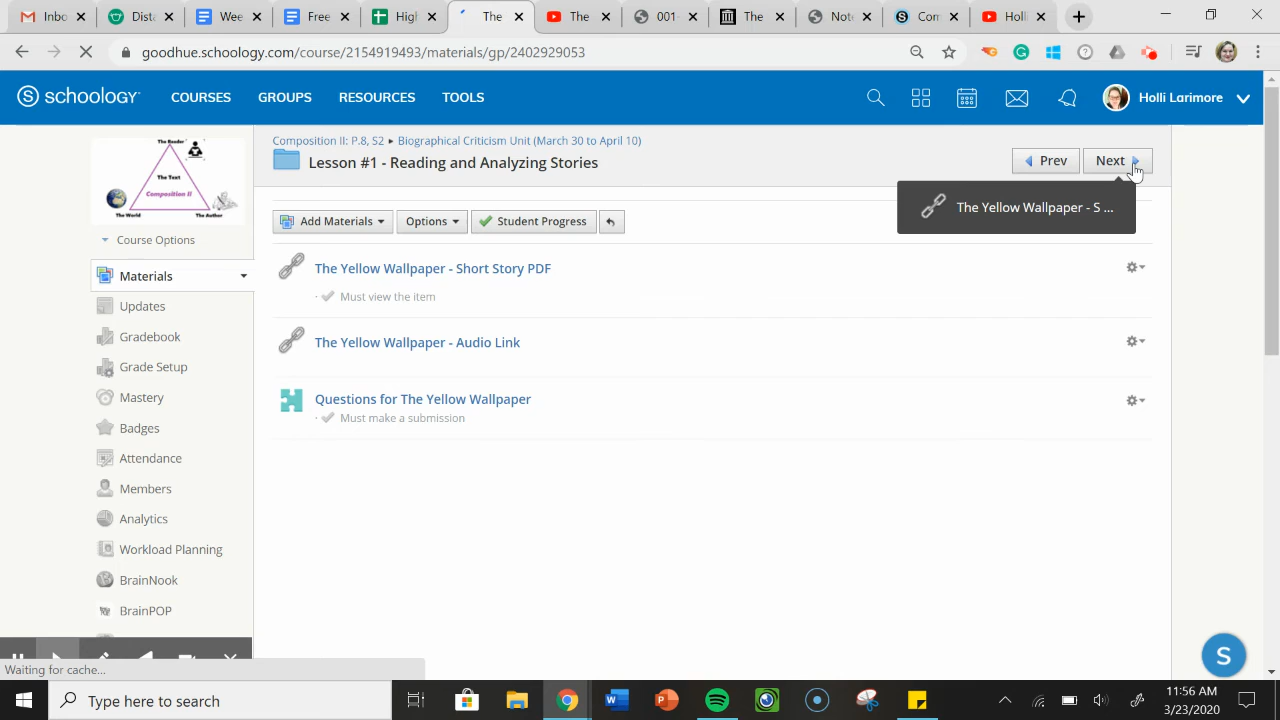 Inbo
Dista
Wee
Free
High
The
The
001-
The
Note
Com
Holli
goodhue.schoology.com/course/2154919493/materials/gp/2402929053
S schoology
COURSES
GROUPS
RESOURCES
TOOLS
Holli Larimore
The Reader
The Text
Composition II
The World
The Author
Composition II: P.8, S2 ▸ Biographical Criticism Unit (March 30 to April 10)
Lesson #1 - Reading and Analyzing Stories
Prev
Next
The Yellow Wallpaper - S ...
Add Materials
Options
Student Progress
Course Options
Materials
Updates
Gradebook
Grade Setup
Mastery
Badges
Attendance
Members
Analytics
Workload Planning
BrainNook
BrainPOP
The Yellow Wallpaper - Short Story PDF
· Must view the item
The Yellow Wallpaper - Audio Link
Questions for The Yellow Wallpaper
· Must make a submission
S
Waiting for cache...
Type here to search
11:56 AM
3/23/2020